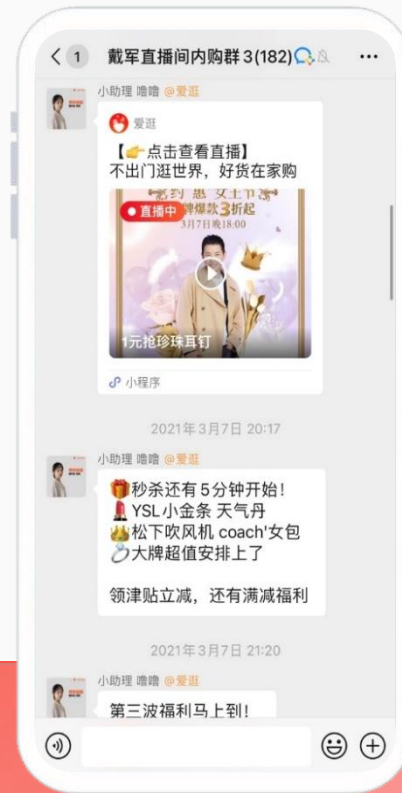 1
戴军直播间内购群3(182)
小助理 噜噜 @爱逛
爱逛
【👉点击查看直播】
不出门逛世界，好货在家购
约惠 女王节
牌爆款3折起
直播中
3月7日晚18:00
1元抢珍珠耳钉
小程序
2021年3月7日 20:17
小助理 噜噜 @爱逛
🎁秒杀还有5分钟开始！
💄YSL小金条 天气丹
👑松下吹风机 coach'女包
💍大牌超值安排上了
领津贴立减，还有满减福利
2021年3月7日 21:20
小助理 噜噜 @爱逛
第三波福利马上到！